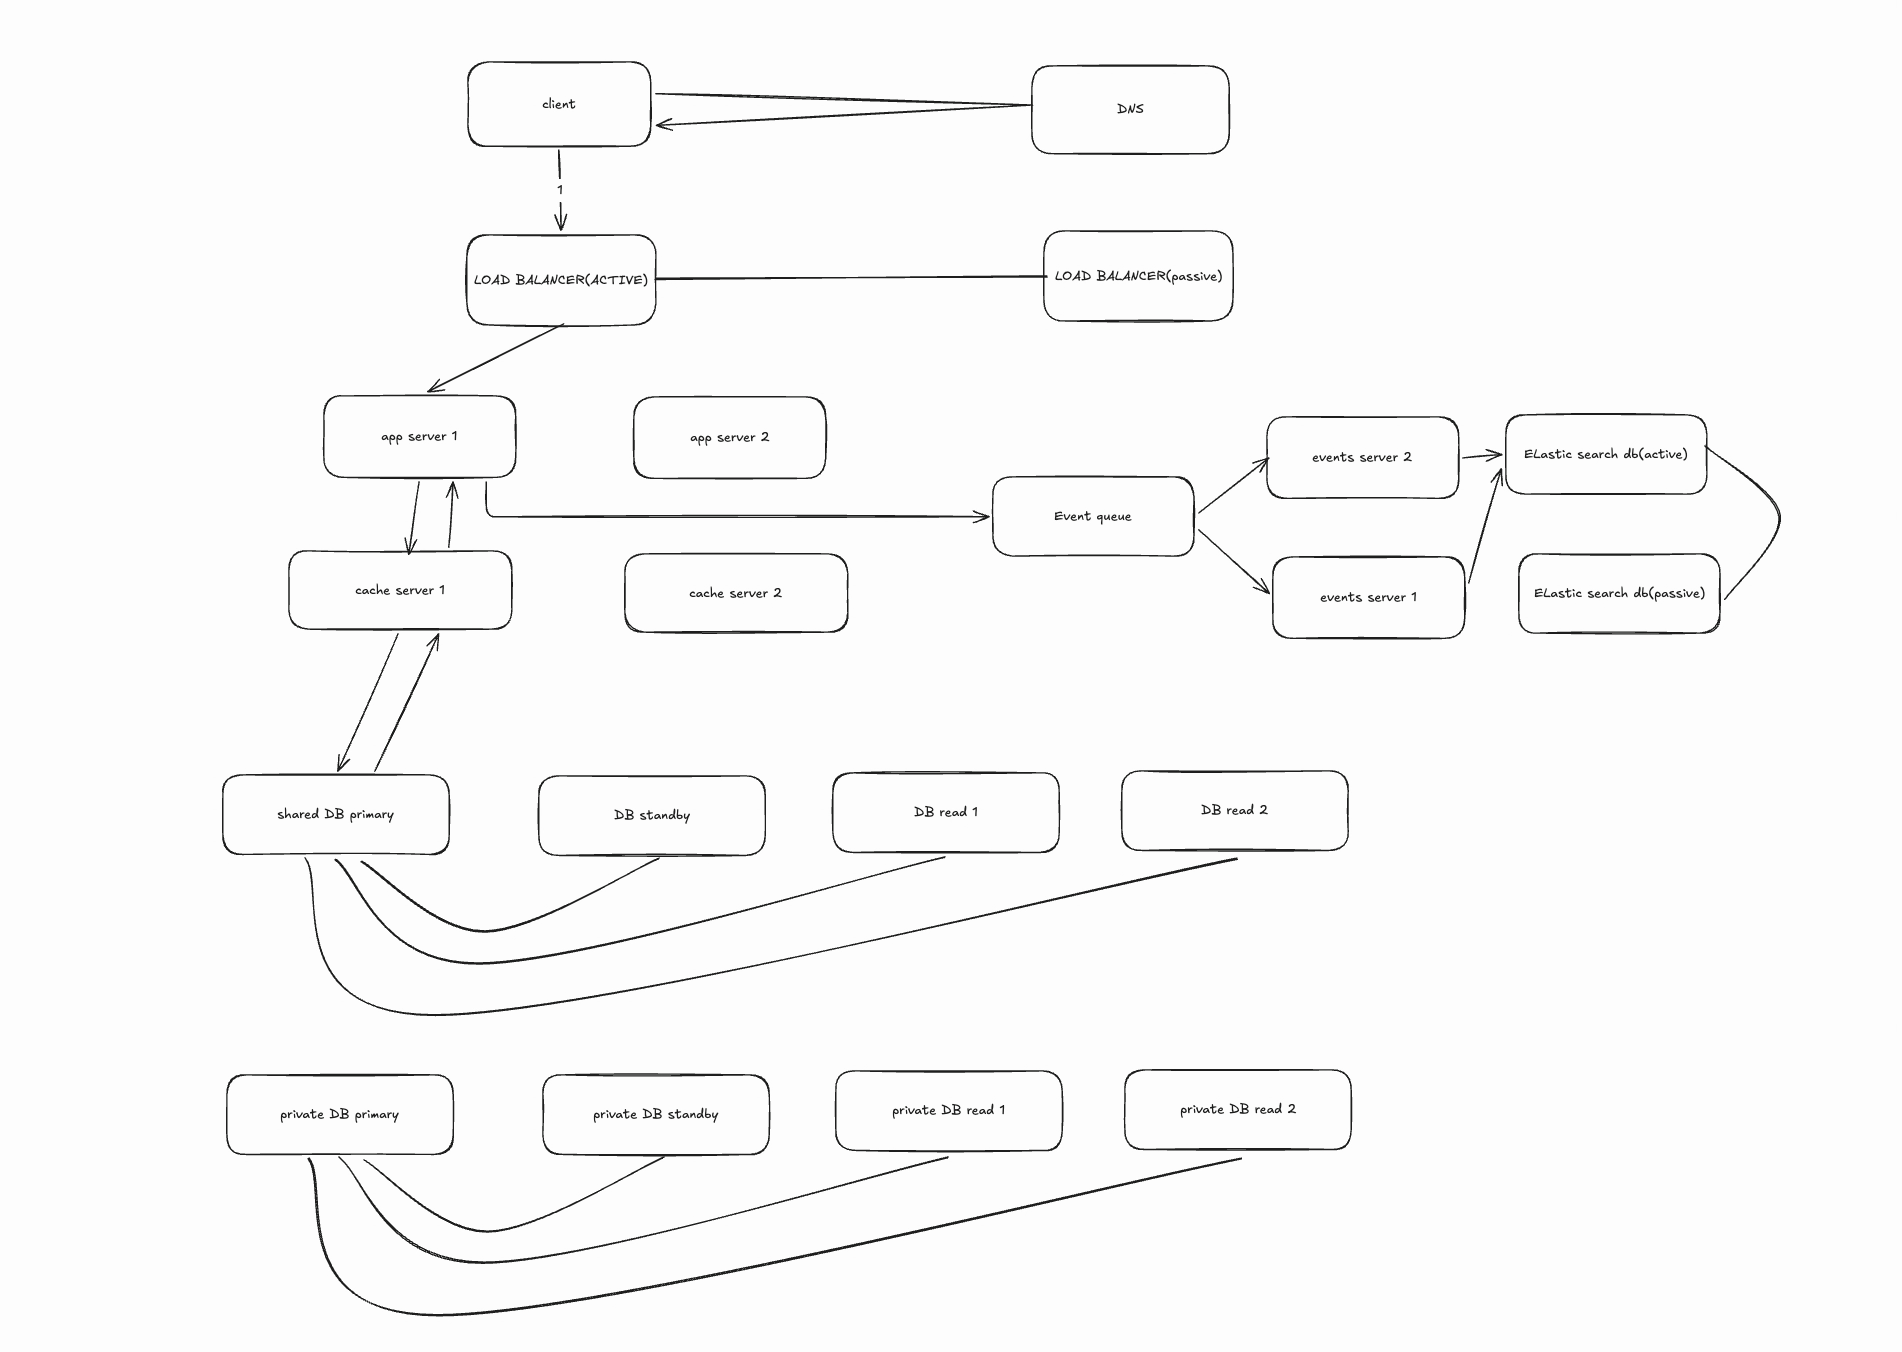 client
DNS
1
LOAD BALANCER(ACTIVE)
LOAD BALANCER(passive)
app server 1
app server 2
events server 2
ELastic search db(active)
Event queue
cache server 1
cache server 2
events server 1
ELastic search db(passive)
shared DB primary
DB standby
DB read 1
DB read 2
private DB primary
private DB standby
private DB read 1
private DB read 2